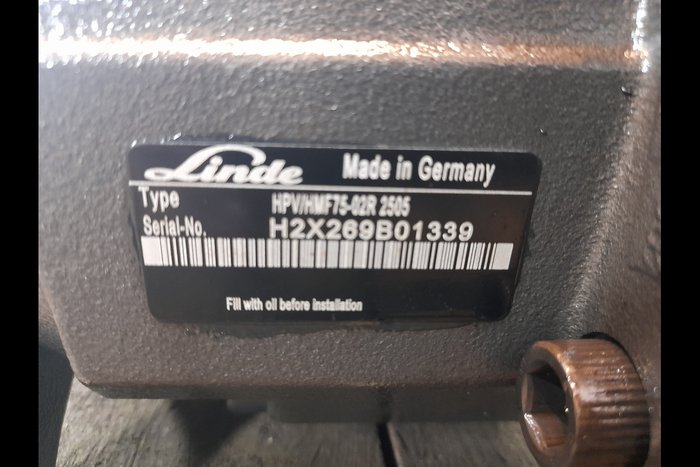 Linde Made in Germany
Type HPV/HMF75-02R 2505
Serial-No. H2X269B01339
Fill with oil before installation